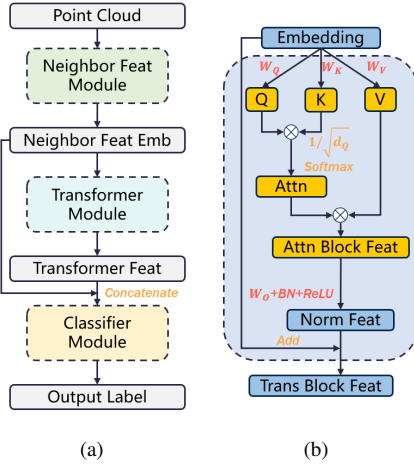 Point Cloud
Neighbor Feat
Module
Neighbor Feat Emb
Transformer
Module
Transformer Feat
Concatenate
Classifier
Module
Output Label
(a)
Embedding
W_Q W_K W_V
Q K V
1/√d_Q
Softmax
Attn
Attn Block Feat
W_O+BN+ReLU
Norm Feat
Add
Trans Block Feat
(b)